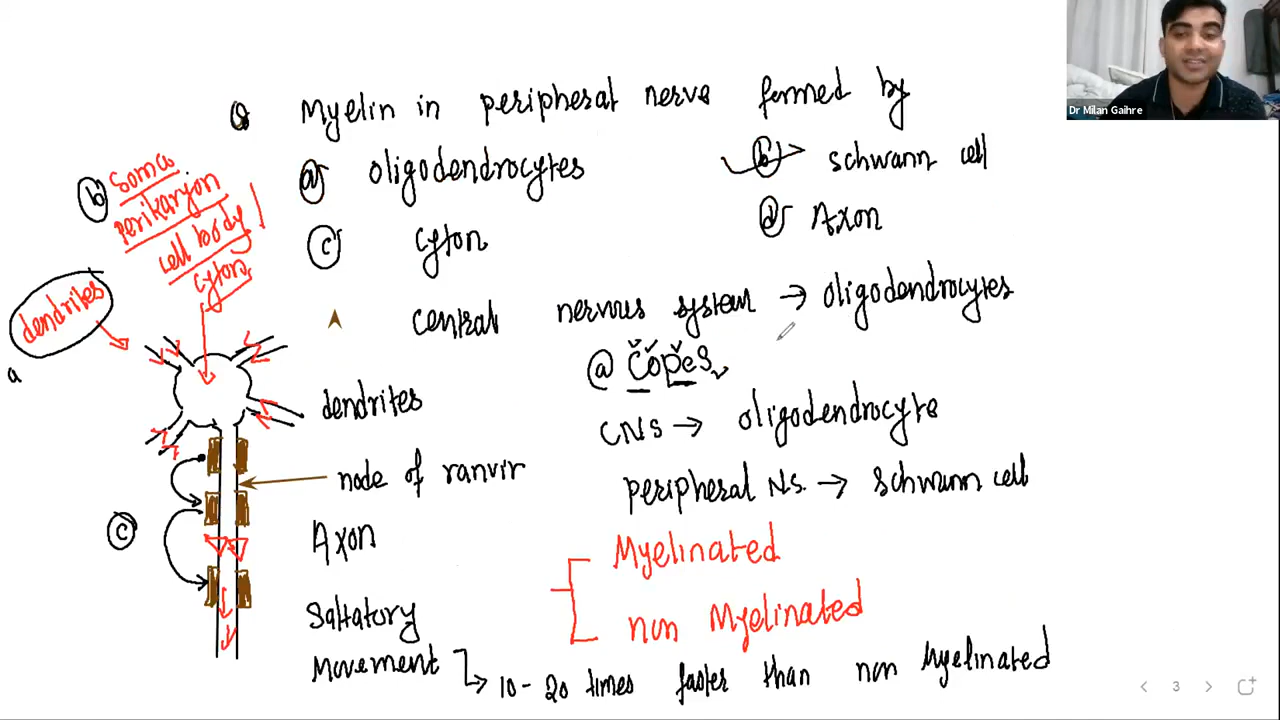 Dr Milan Gaihre
Q Myelin in peripheral nerve formed by
a oligodendrocytes
b schwann cell
c cyton
d Axon
b soma
perikaryon
cell body
cyton
dendrites
a
central nervous system → oligodendrocytes
@ COPES
dendrites
CNS → oligodendrocyte
node of ranvir
peripheral N.S. → schwann cell
c
Axon
Myelinated
non Myelinated
Saltatory
Movement
→ 10-20 times faster than non Myelinated
< 3 >